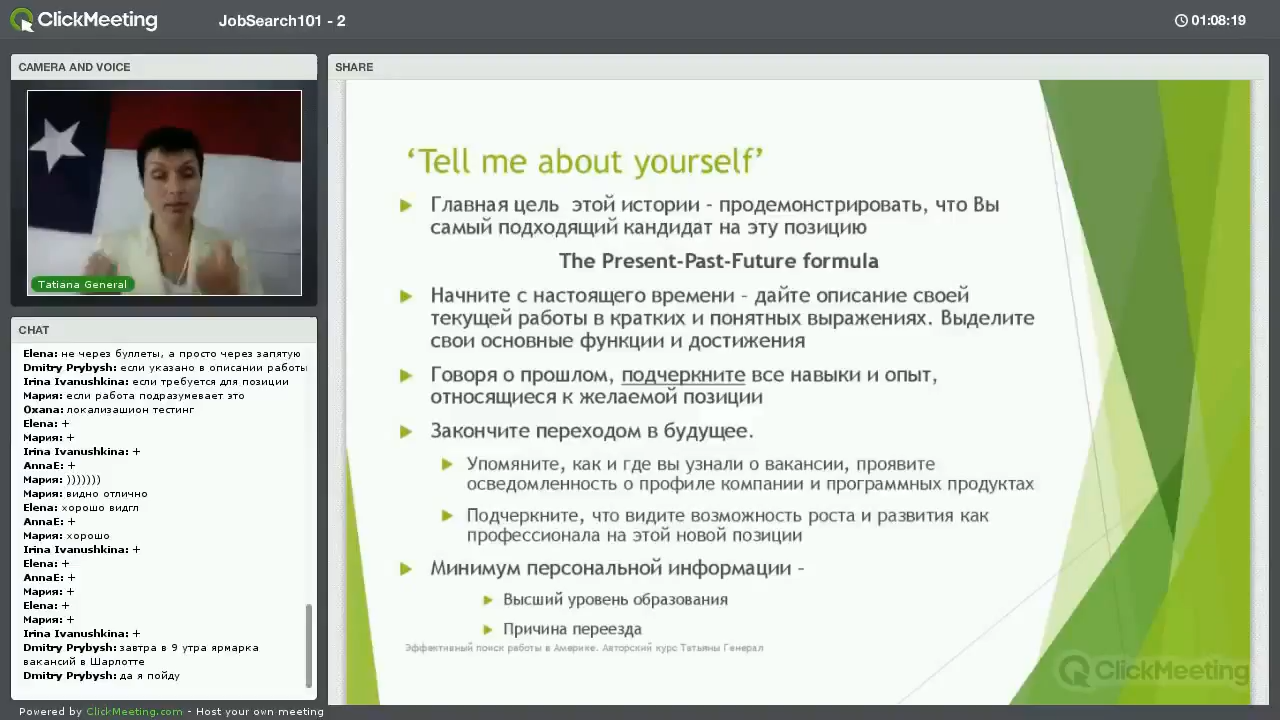 ClickMeeting
JobSearch101 - 2
01:08:19
CAMERA AND VOICE
Tatiana General
CHAT
Elena: не через буллеты, а просто через запятую
Dmitry Prybysh: если указано в описании работы
Irina Ivanushkina: если требуется для позиции
Мария: если работа подразумевает это
Oxana: локализашион тестинг
Elena: +
Мария: +
Irina Ivanushkina: +
AnnaE: +
Мария: )))))))
Мария: видно отлично
Elena: хорошо видгл
AnnaE: +
Мария: хорошо
Irina Ivanushkina: +
Elena: +
AnnaE: +
Мария: +
Elena: +
Мария: +
Irina Ivanushkina: +
Dmitry Prybysh: завтра в 9 утра ярмарка
вакансий в Шарлотте
Dmitry Prybysh: да я пойду
SHARE
‘Tell me about yourself’
Главная цель этой истории - продемонстрировать, что Вы
самый подходящий кандидат на эту позицию
The Present-Past-Future formula
Начните с настоящего времени - дайте описание своей
текущей работы в кратких и понятных выражениях. Выделите
свои основные функции и достижения
Говоря о прошлом, подчеркните все навыки и опыт,
относящиеся к желаемой позиции
Закончите переходом в будущее.
Упомяните, как и где вы узнали о вакансии, проявите
осведомленность о профиле компании и программных продуктах
Подчеркните, что видите возможность роста и развития как
профессионала на этой новой позиции
Минимум персональной информации -
Высший уровень образования
Причина переезда
Эффективный поиск работы в Америке. Авторский курс Татьяны Генерал
ClickMeeting
Powered by ClickMeeting.com - Host your own meeting